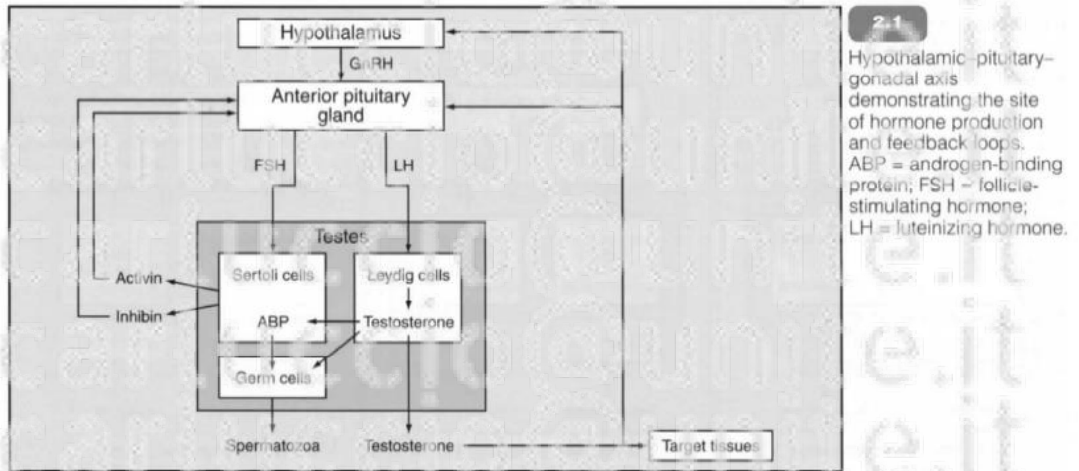 Hypothalamus
GnRH
Anterior pituitary
gland
FSH
LH
Testes
Sertoli cells
Leydig cells
Activin
Inhibin
ABP
Testosterone
Germ cells
Spermatozoa
Testosterone
Target tissues
2.1
Hypothalamic–pituitary–
gonadal axis
demonstrating the site
of hormone production
and feedback loops.
ABP = androgen-binding
protein; FSH = follicle-
stimulating hormone;
LH = luteinizing hormone.